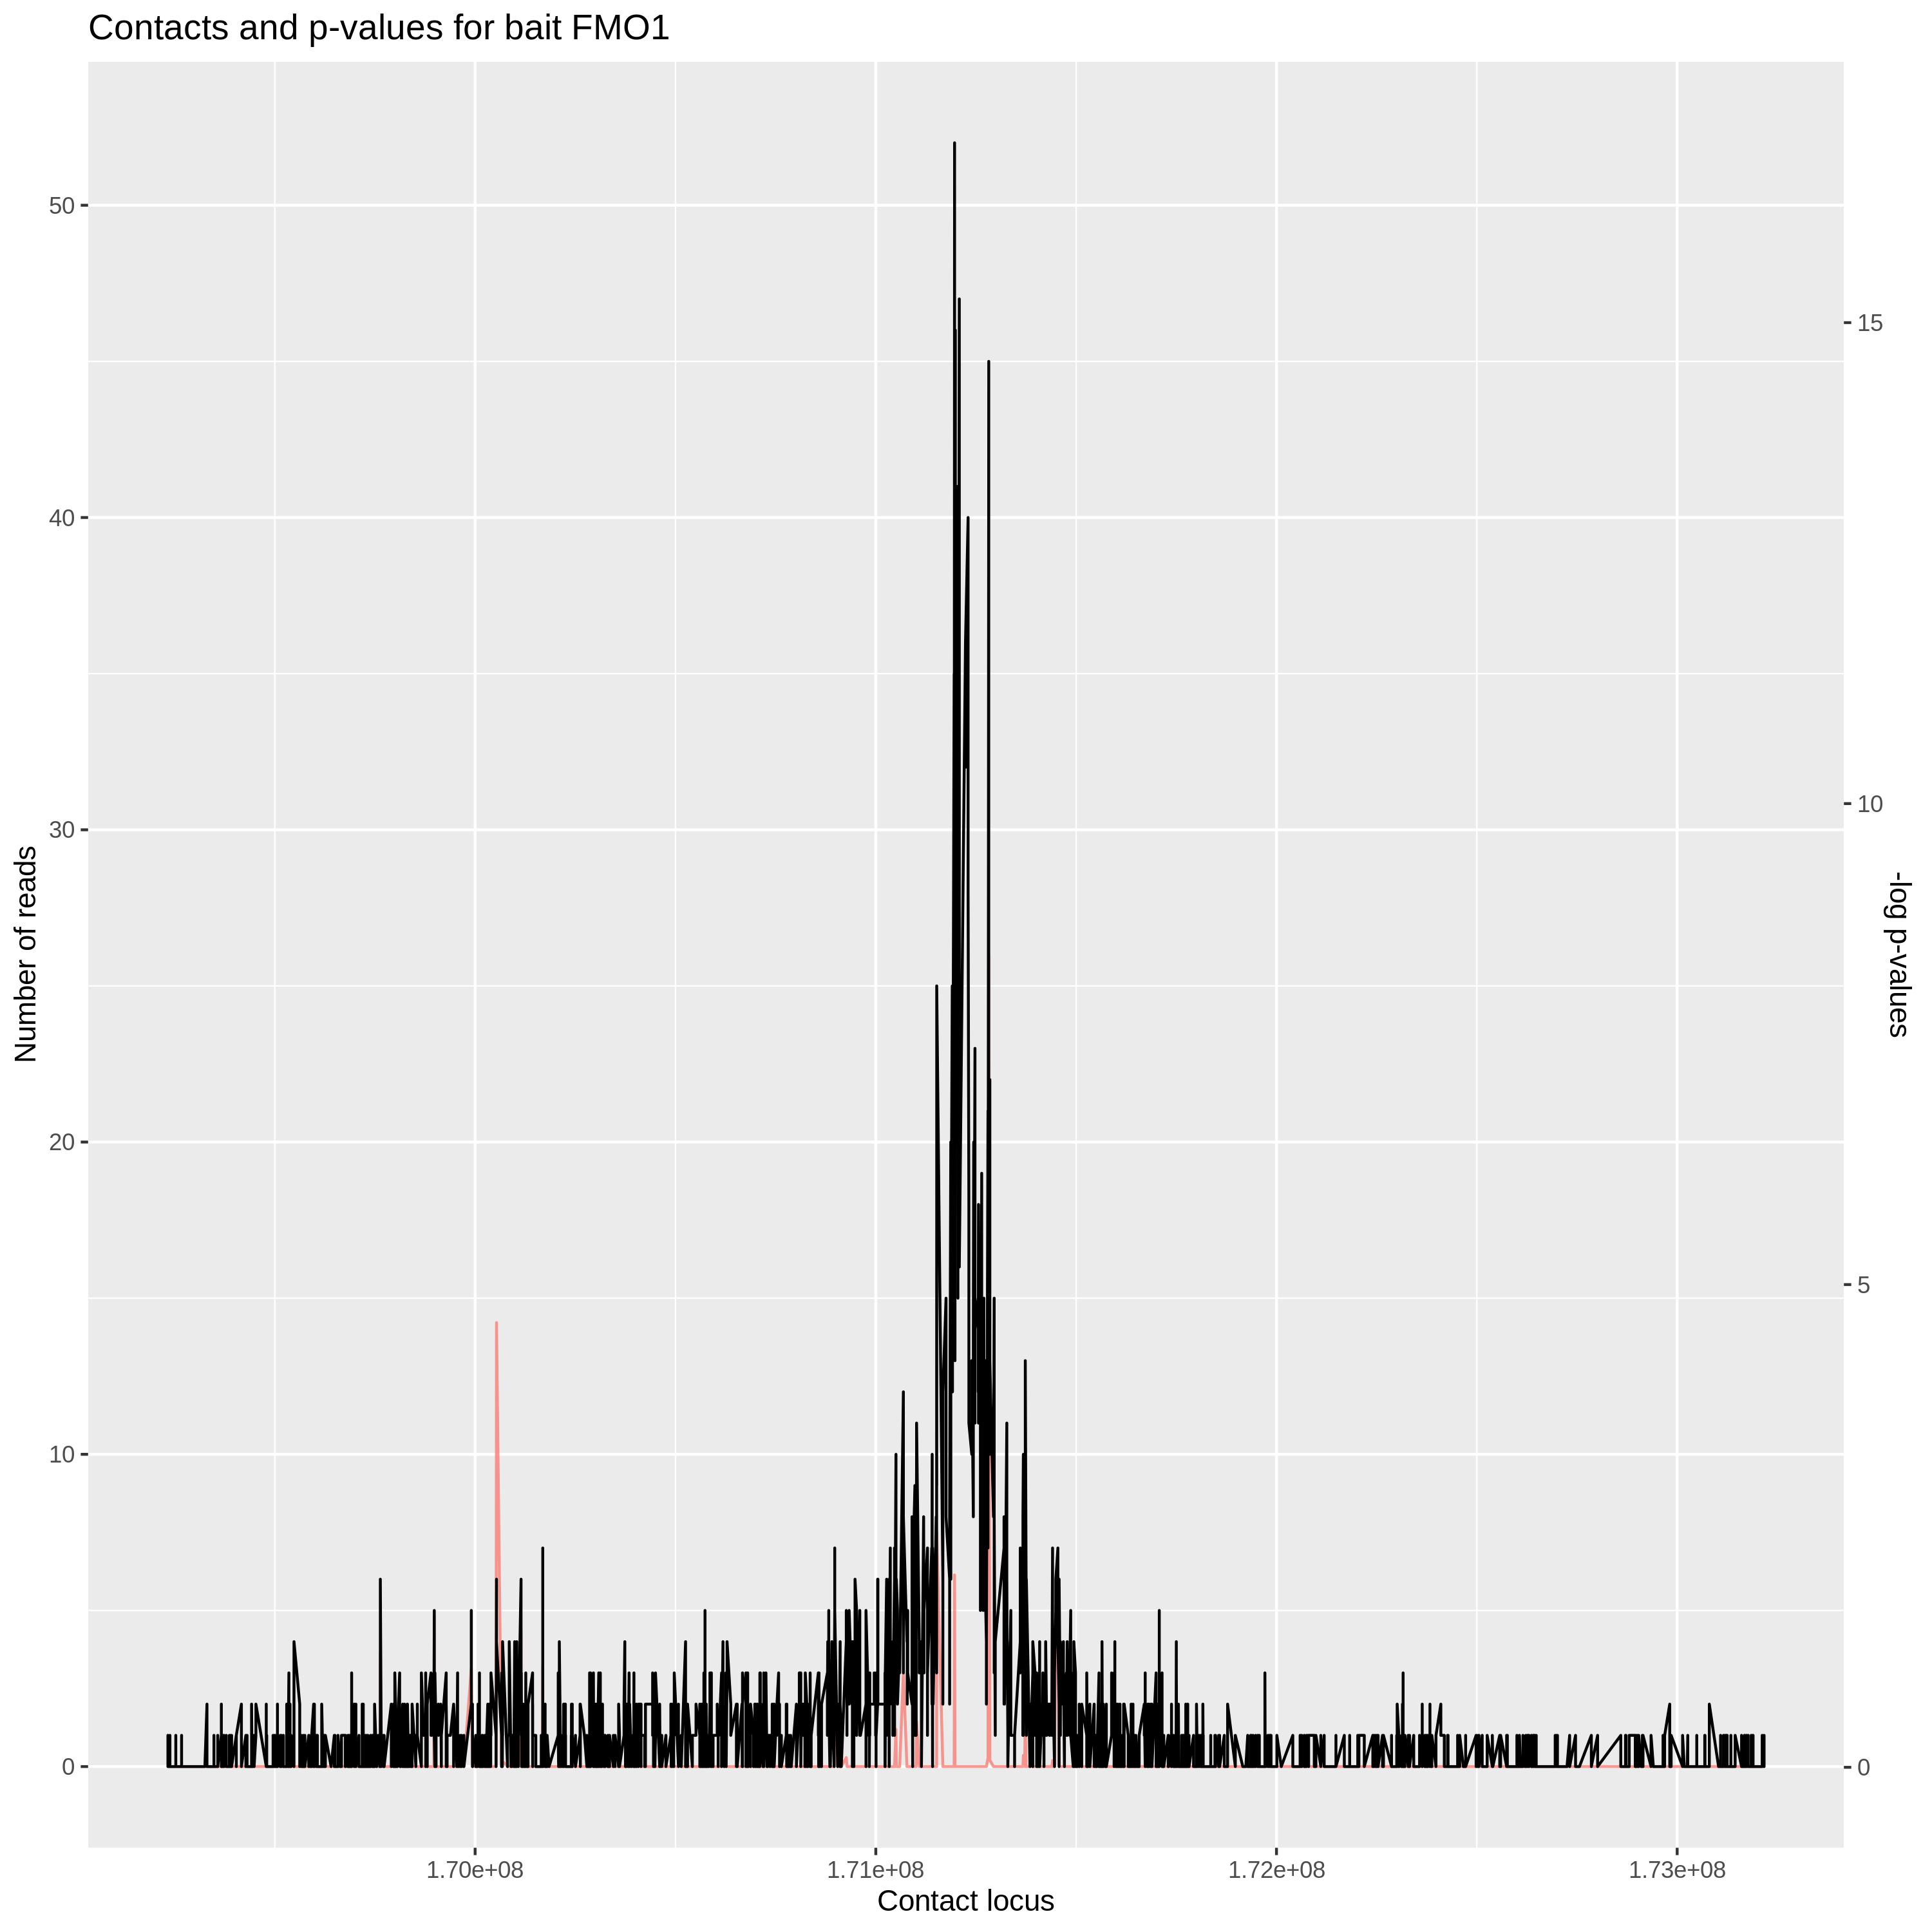 Contacts and p-values for bait FMO1
50
40
30
20
10
0
Number of reads
15
10
5
0
-log p-values
1.70e+08 1.71e+08 1.72e+08 1.73e+08
Contact locus